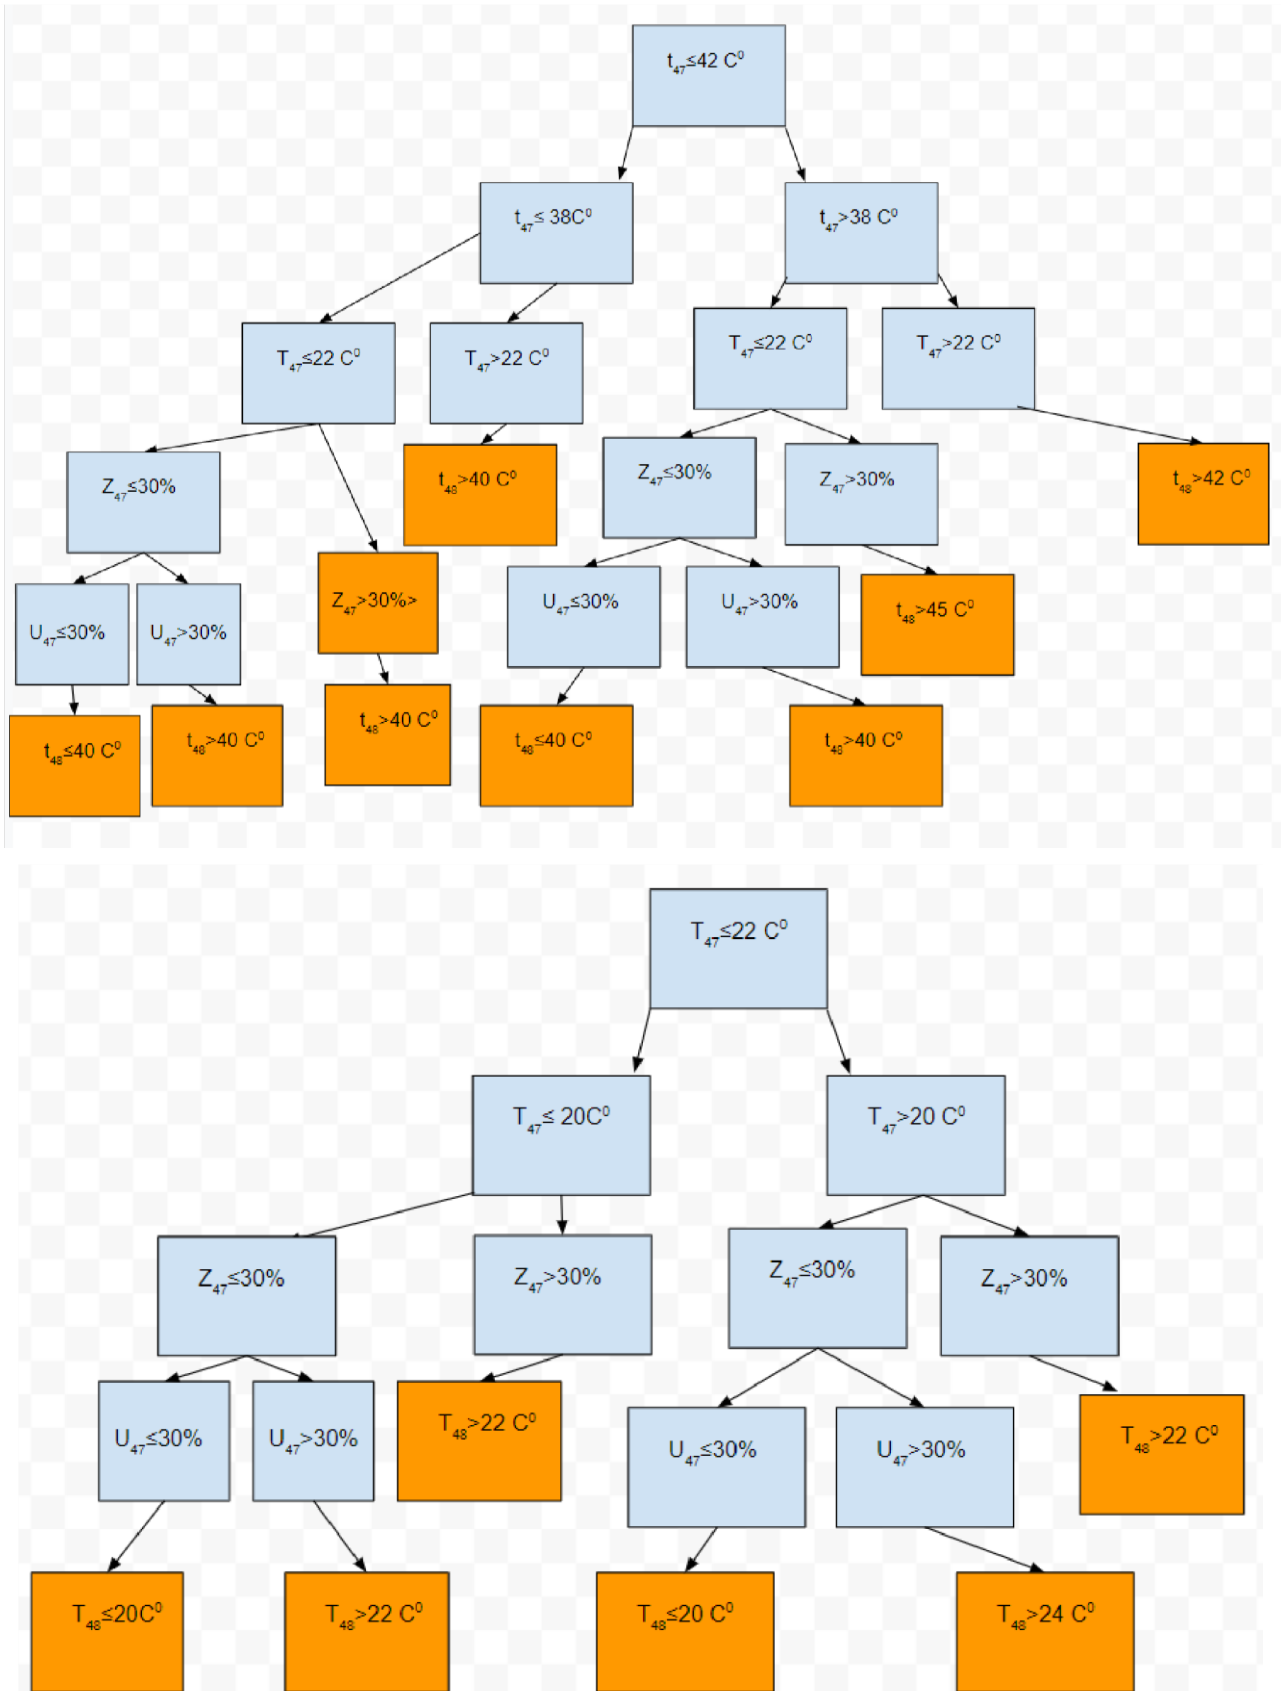 t₄₇≤42 C⁰
t₄₇≤ 38C⁰
t₄₇>38 C⁰
T₄₇≤22 C⁰
T₄₇>22 C⁰
T₄₇≤22 C⁰
T₄₇>22 C⁰
Z₄₇≤30%
t₄₈>40 C⁰
Z₄₇≤30%
Z₄₇>30%
t₄₈>42 C⁰
U₄₇≤30%
U₄₇>30%
Z₄₇>30%>
U₄₇≤30%
U₄₇>30%
t₄₈>45 C⁰
t₄₈≤40 C⁰
t₄₈>40 C⁰
t₄₈>40 C⁰
t₄₈≤40 C⁰
t₄₈>40 C⁰
T₄₇≤22 C⁰
T₄₇≤ 20C⁰
T₄₇>20 C⁰
Z₄₇≤30%
Z₄₇>30%
Z₄₇≤30%
Z₄₇>30%
U₄₇≤30%
U₄₇>30%
T₄₈>22 C⁰
U₄₇≤30%
U₄₇>30%
T₄₈>22 C⁰
T₄₈≤20C⁰
T₄₈>22 C⁰
T₄₈≤20 C⁰
T₄₈>24 C⁰